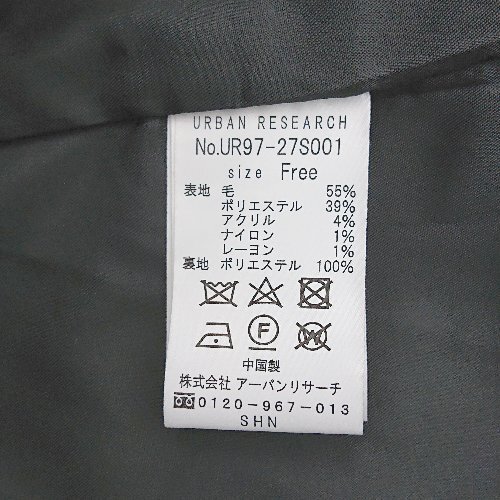 URBAN RESEARCH
No.UR97-27S001
size Free
表地 毛 55%
ポリエステル 39%
アクリル 4%
ナイロン 1%
レーヨン 1%
裏地 ポリエステル 100%
F
W
中国製
株式会社 アーバンリサーチ
0120-967-013
SHN